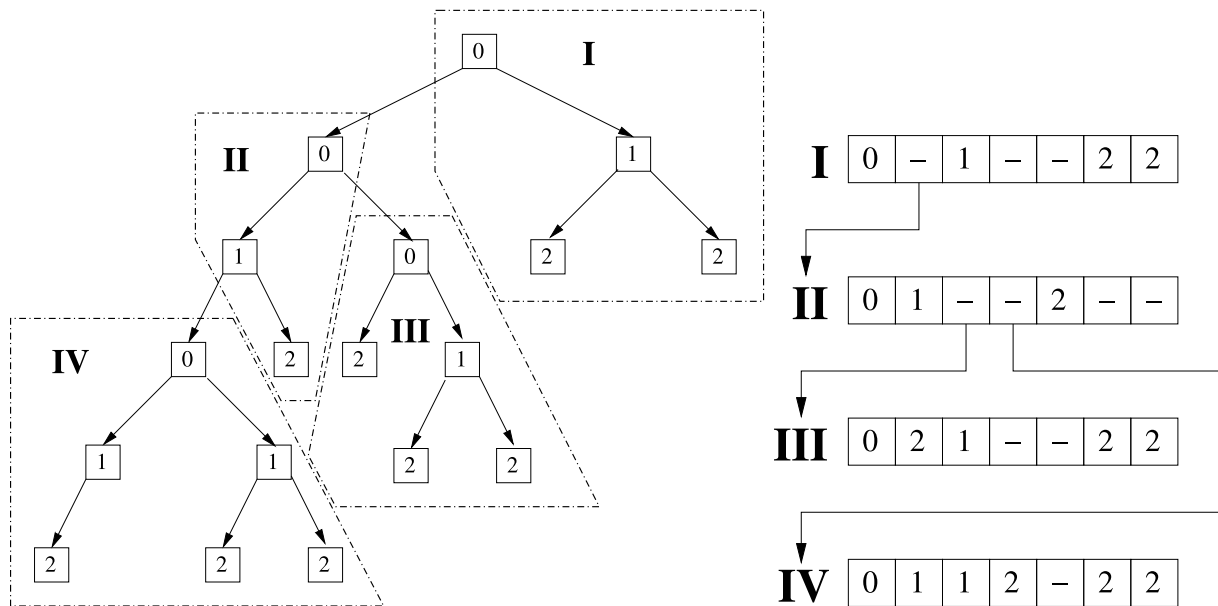 0 I
II 0 1
I 0 – 1 – – 2 2
1 0 2 2
II 0 1 – – 2 – –
IV 0 2 2 III 1
III 0 2 1 – – 2 2
1 1 2 2
2 2 2
IV 0 1 1 2 – 2 2